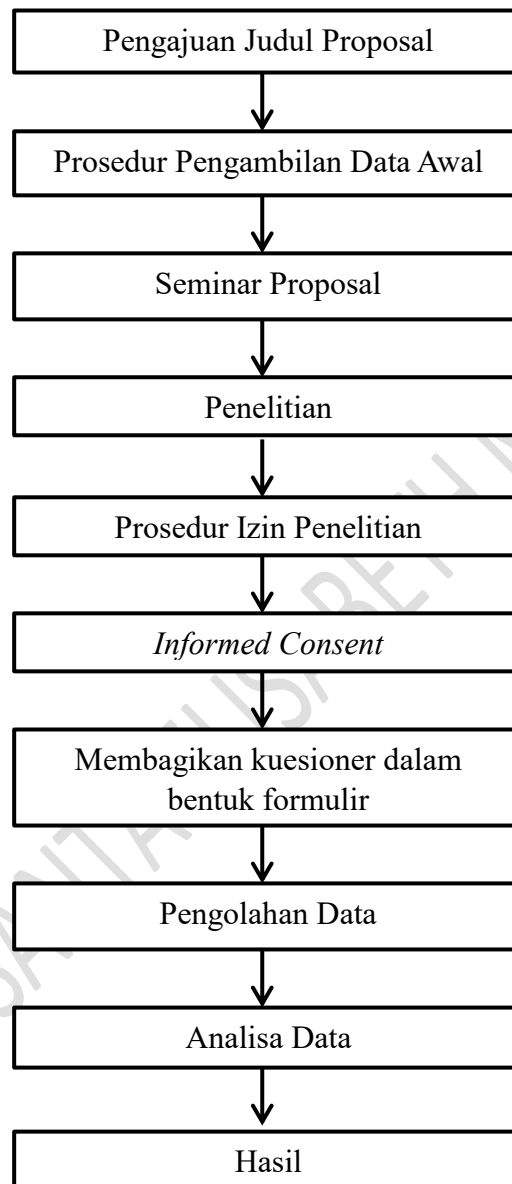 Pengajuan Judul Proposal
Prosedur Pengambilan Data Awal
Seminar Proposal
Penelitian
Prosedur Izin Penelitian
Informed Consent
Membagikan kuesioner dalam
bentuk formulir
Pengolahan Data
Analisa Data
Hasil